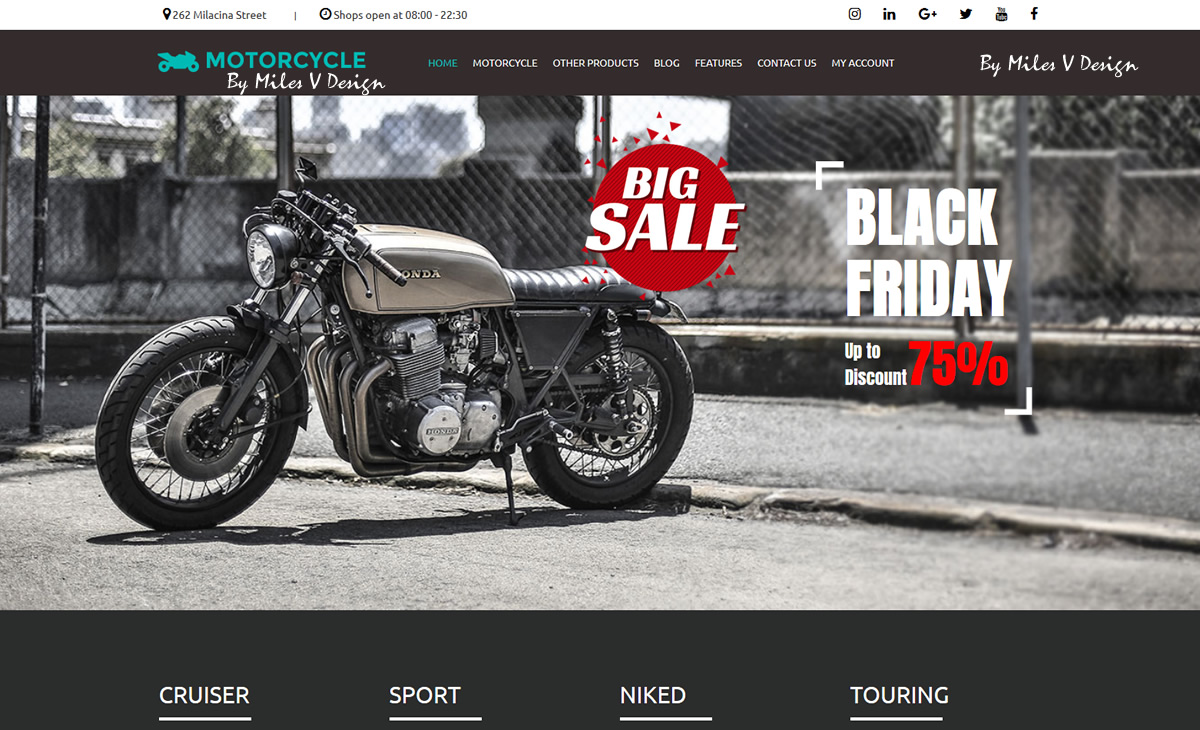 262 Milacina Street | Shops open at 08:00 - 22:30
You
Tube
MOTORCYCLE
By Miles V Design
HOME MOTORCYCLE OTHER PRODUCTS BLOG FEATURES CONTACT US MY ACCOUNT
By Miles V Design
BIG
SALE
BLACK
FRIDAY
Up to
Discount 75%
HONDA
HONDA
CRUISER SPORT NIKED TOURING